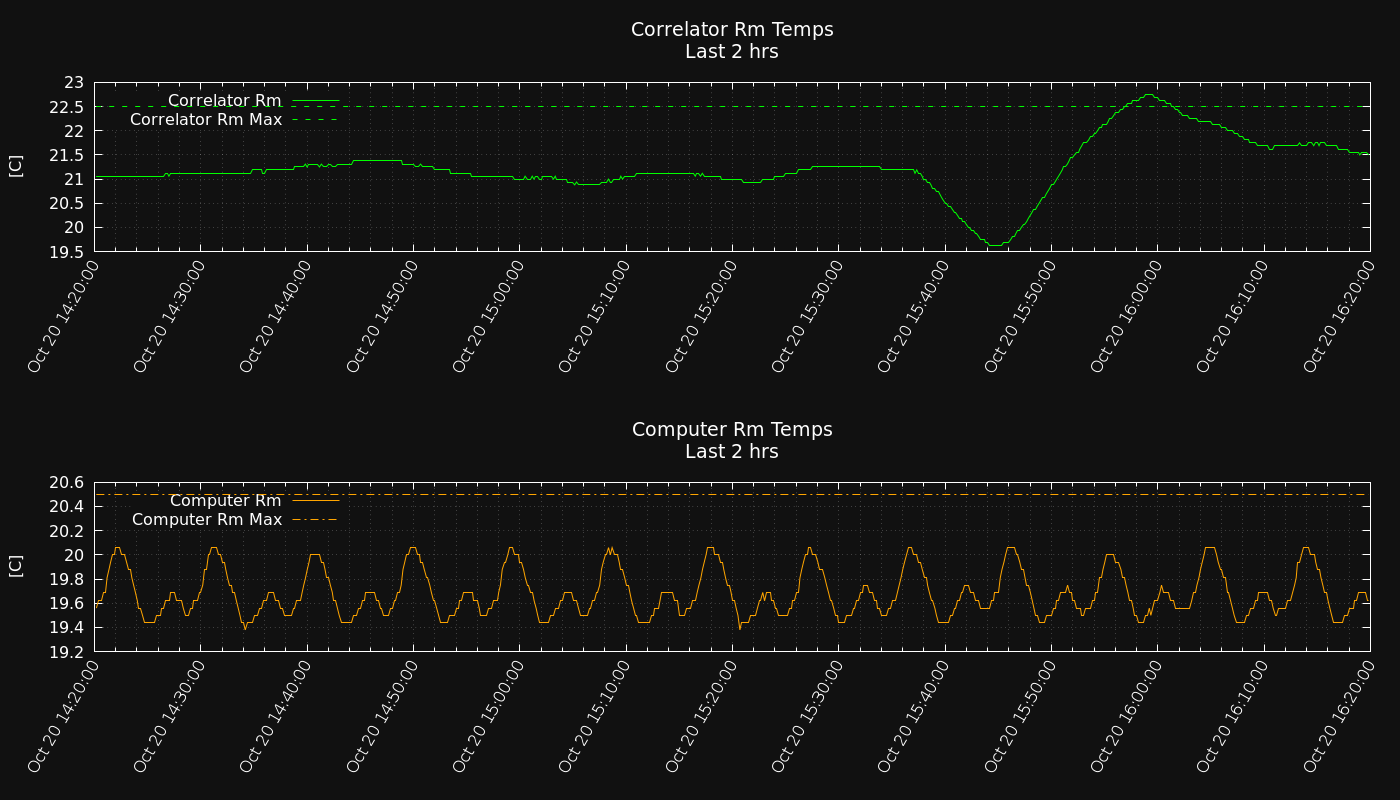 Correlator Rm Temps
Last 2 hrs
23
22.5
22
21.5
21
20.5
20
19.5
[C]
Correlator Rm
Correlator Rm Max
Oct 20 14:20:00
Oct 20 14:30:00
Oct 20 14:40:00
Oct 20 14:50:00
Oct 20 15:00:00
Oct 20 15:10:00
Oct 20 15:20:00
Oct 20 15:30:00
Oct 20 15:40:00
Oct 20 15:50:00
Oct 20 16:00:00
Oct 20 16:10:00
Oct 20 16:20:00
Computer Rm Temps
Last 2 hrs
20.6
20.4
20.2
20
19.8
19.6
19.4
19.2
[C]
Computer Rm
Computer Rm Max
Oct 20 14:20:00
Oct 20 14:30:00
Oct 20 14:40:00
Oct 20 14:50:00
Oct 20 15:00:00
Oct 20 15:10:00
Oct 20 15:20:00
Oct 20 15:30:00
Oct 20 15:40:00
Oct 20 15:50:00
Oct 20 16:00:00
Oct 20 16:10:00
Oct 20 16:20:00